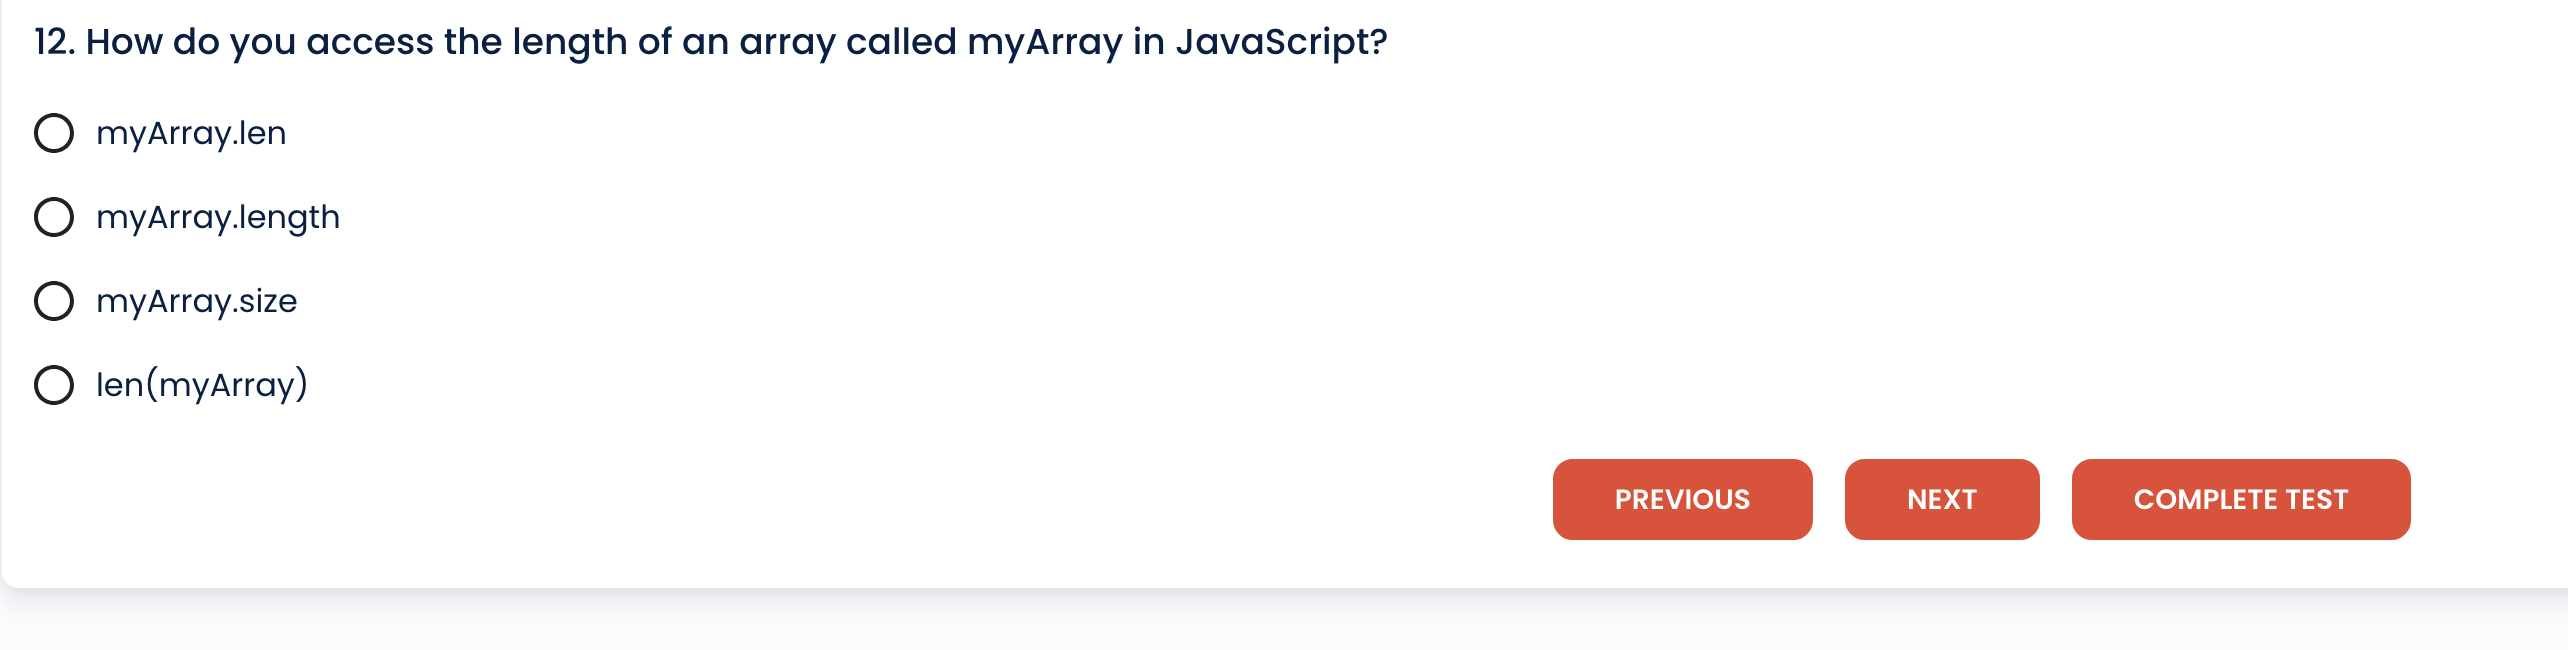 12. How do you access the length of an array called myArray in JavaScript?
myArray.len
myArray.length
myArray.size
len(myArray)
PREVIOUS NEXT COMPLETE TEST